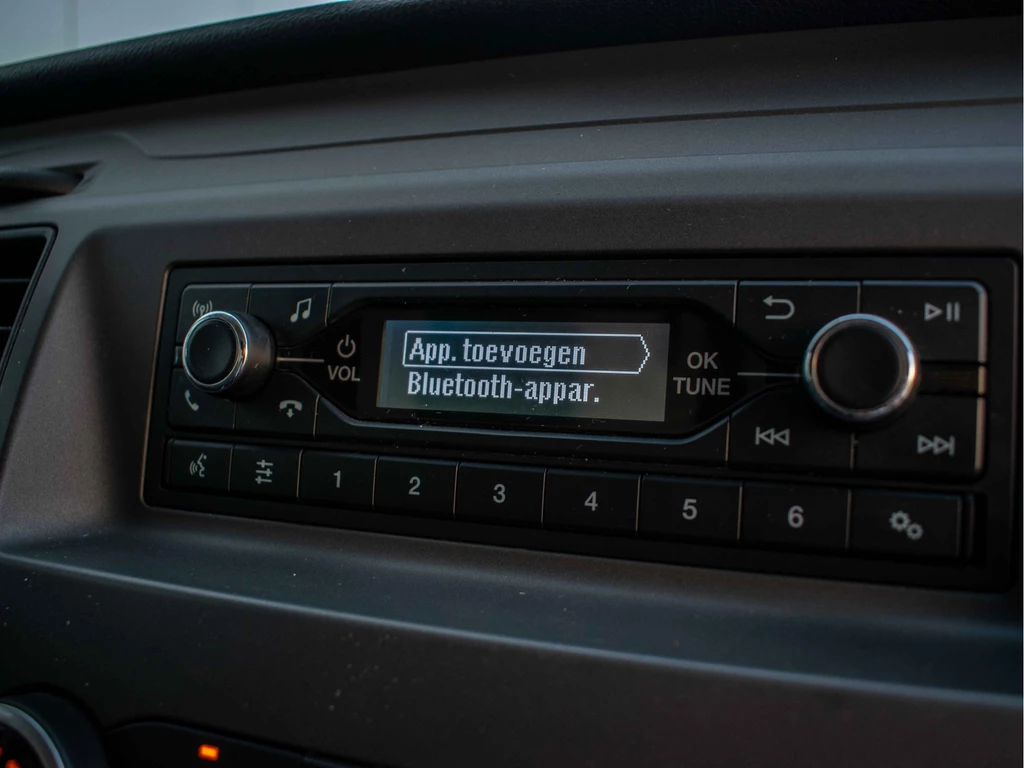 App. toevoegen
Bluetooth-appar.
VOL
OK
TUNE
1 2 3 4 5 6